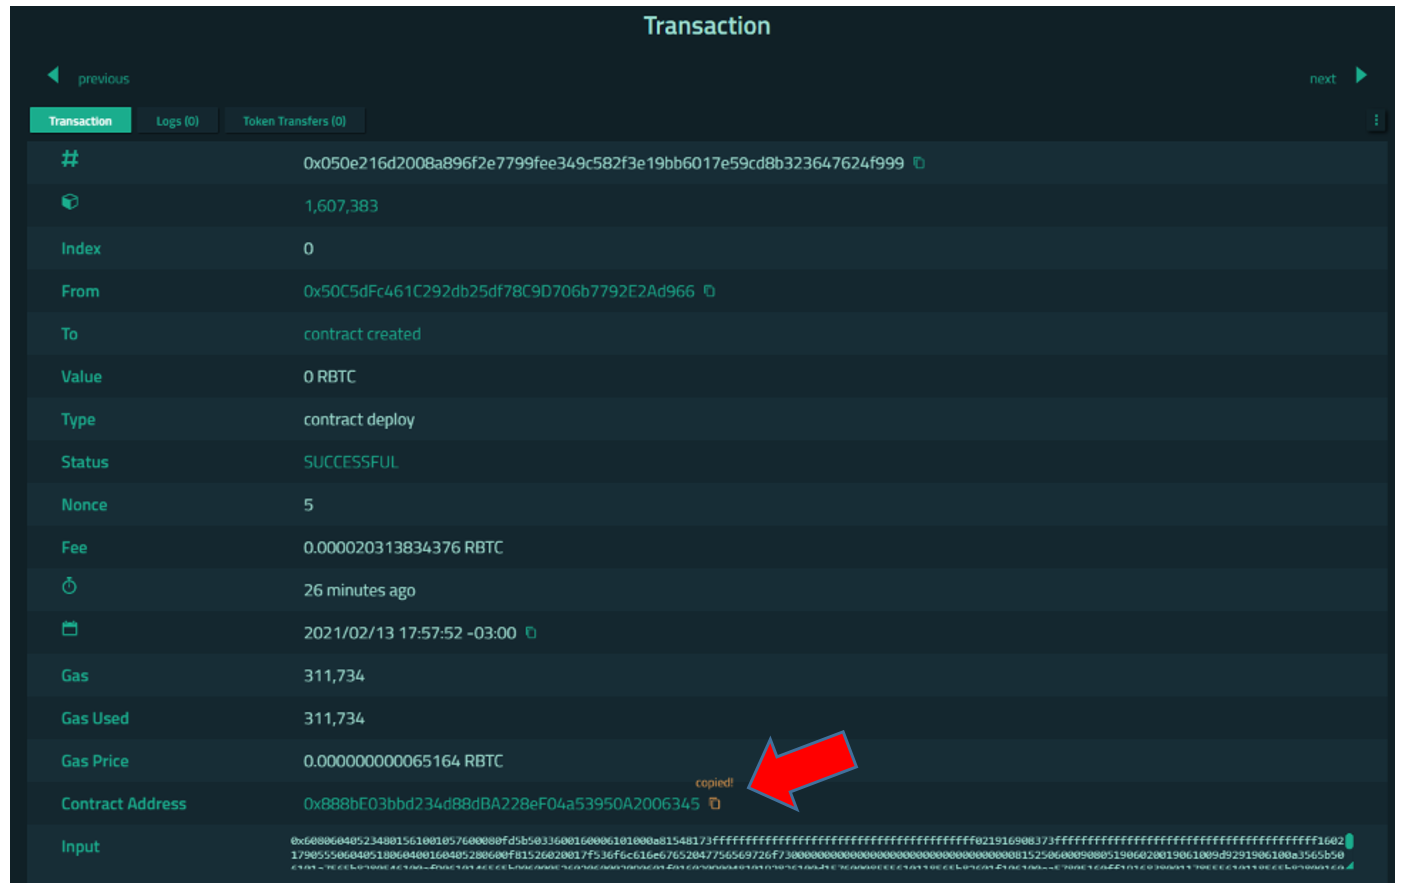 Transaction
previous
next
Transaction
Logs (0)
Token Transfers (0)
# 0x050e216d2008a896f2e7799fee349c582f3e19bb6017e59cd8b323647624f999
1,607,383
Index 0
From 0x50C5dFc461C292db25df78C9D706b7792E2Ad966
To contract created
Value 0 RBTC
Type contract deploy
Status SUCCESSFUL
Nonce 5
Fee 0.000020313834376 RBTC
26 minutes ago
2021/02/13 17:57:52 -03:00
Gas 311,734
Gas Used 311,734
Gas Price 0.000000000065164 RBTC
copied!
Contract Address 0x888bE03bbd234d88dBA228eF04a53950A2006345
Input